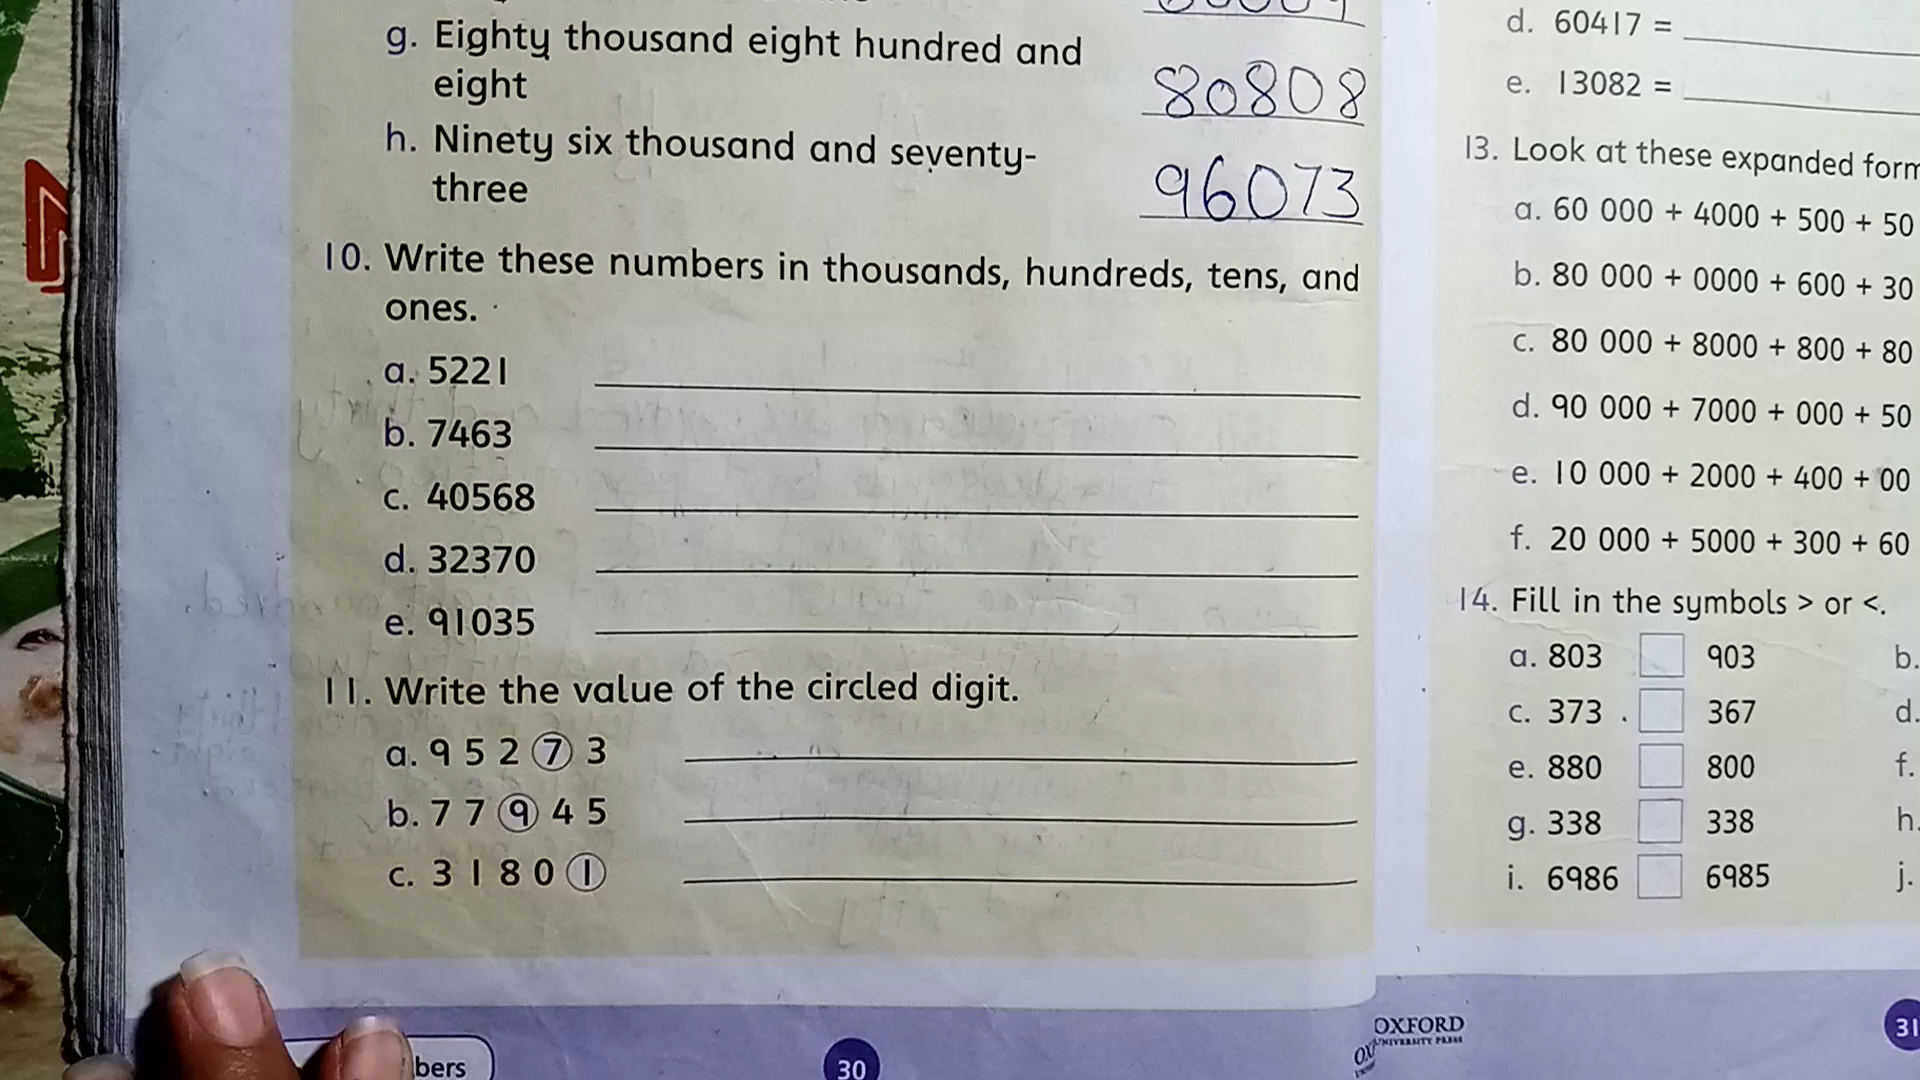 g. Eighty thousand eight hundred and
eight
80808
h. Ninety six thousand and seventy-
three
96073
10. Write these numbers in thousands, hundreds, tens, and
ones.
a. 5221
b. 7463
c. 40568
d. 32370
e. 91035
11. Write the value of the circled digit.
a. 9 5 2 7 3
b. 7 7 9 4 5
c. 3 1 8 0 1
bers
30
d. 60417 =
e. 13082 =
13. Look at these expanded form
a. 60 000 + 4000 + 500 + 50
b. 80 000 + 0000 + 600 + 30
c. 80 000 + 8000 + 800 + 80
d. 90 000 + 7000 + 000 + 50
e. 10 000 + 2000 + 400 + 00
f. 20 000 + 5000 + 300 + 60
14. Fill in the symbols > or <.
a. 803 903 b.
c. 373 367 d.
e. 880 800 f.
g. 338 338 h.
i. 6986 6985 j.
OXFORD
UNIVERSITY PRESS
31